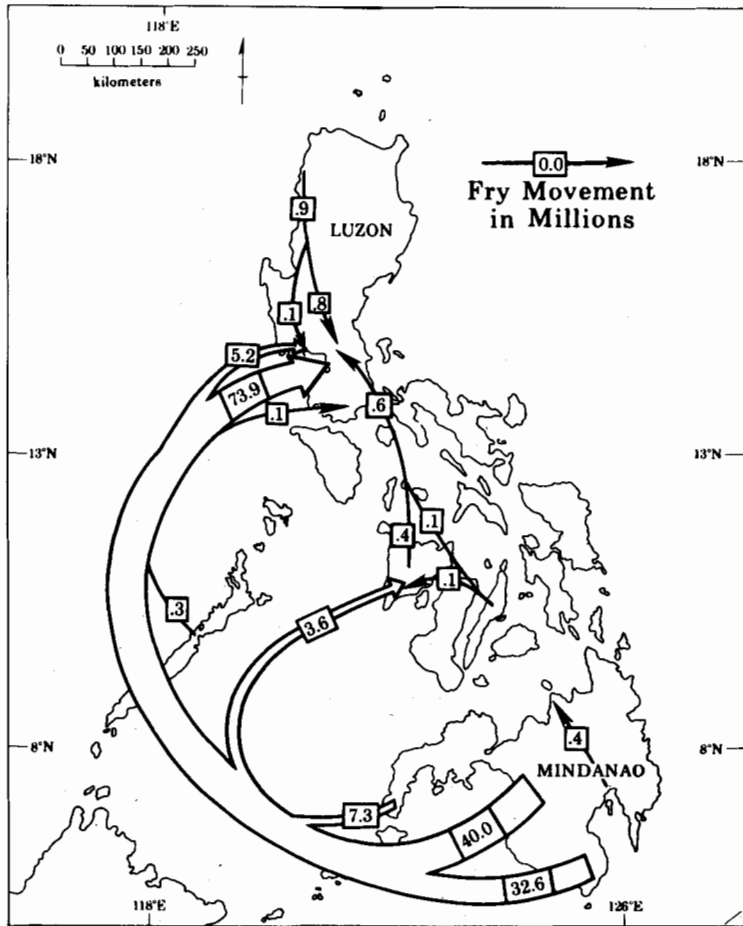 118°E
0 50 100 150 200 250
kilometers
18°N
18°N
0.0
Fry Movement
in Millions
.9
LUZON
.1
.8
5.2
73.9
.1
.6
13°N
13°N
.1
.4
.1
.3
3.6
8°N
8°N
.4
MINDANAO
7.3
40.0
32.6
118°E
126°E